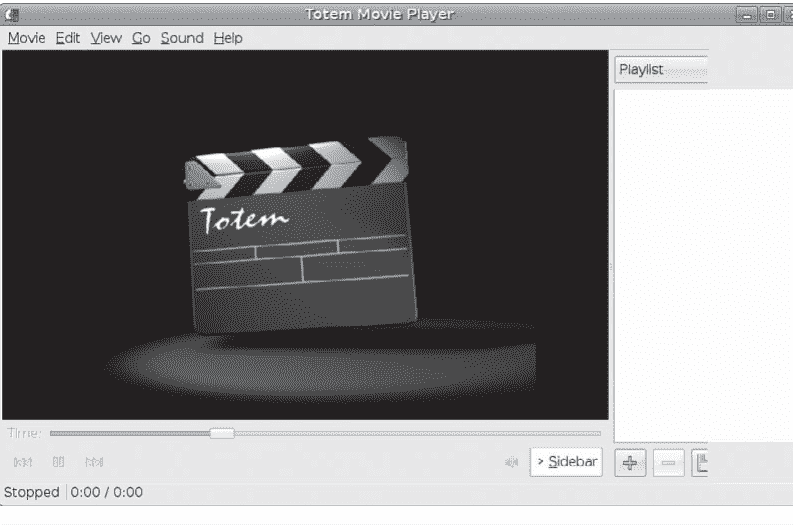 Totem Movie Player
Movie Edit View Go Sound Help
Playlist
Totem
Time:
> Sidebar
Stopped 0:00 / 0:00